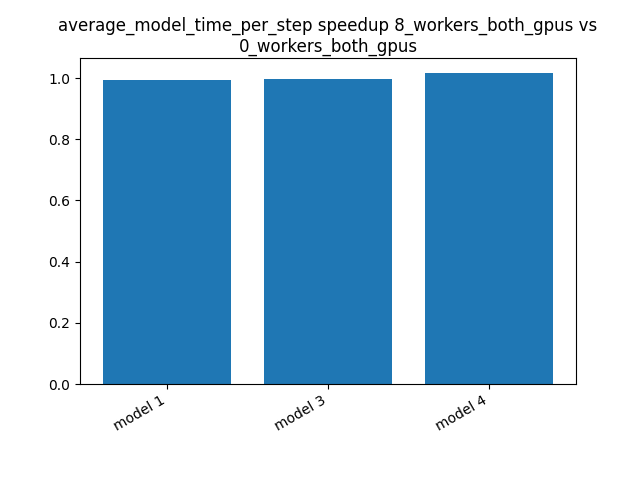 average_model_time_per_step speedup 8_workers_both_gpus vs
0_workers_both_gpus
1.0
0.8
0.6
0.4
0.2
0.0
model 1
model 3
model 4